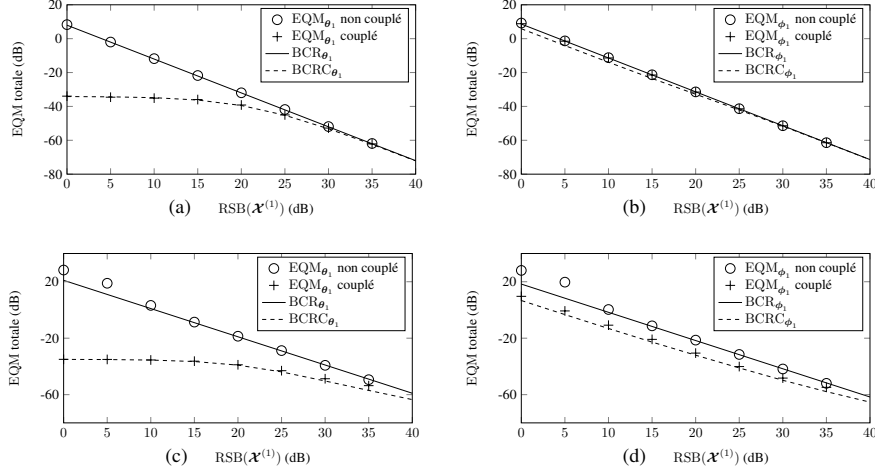 20
0
-20
-40
-60
-80
EQM totale (dB)
EQM_θ₁ non couplé
EQM_θ₁ couplé
BCR_θ₁
BCRC_θ₁
0 5 10 15 20 25 30 35 40
(a) RSB(𝒳⁽¹⁾) (dB)
20
0
-20
-40
-60
-80
EQM totale (dB)
EQM_ϕ₁ non couplé
EQM_ϕ₁ couplé
BCR_ϕ₁
BCRC_ϕ₁
0 5 10 15 20 25 30 35 40
(b) RSB(𝒳⁽¹⁾) (dB)
20
-20
-60
EQM totale (dB)
EQM_θ₁ non couplé
EQM_θ₁ couplé
BCR_θ₁
BCRC_θ₁
0 5 10 15 20 25 30 35 40
(c) RSB(𝒳⁽¹⁾) (dB)
20
-20
-60
EQM totale (dB)
EQM_ϕ₁ non couplé
EQM_ϕ₁ couplé
BCR_ϕ₁
BCRC_ϕ₁
0 5 10 15 20 25 30 35 40
(d) RSB(𝒳⁽¹⁾) (dB)